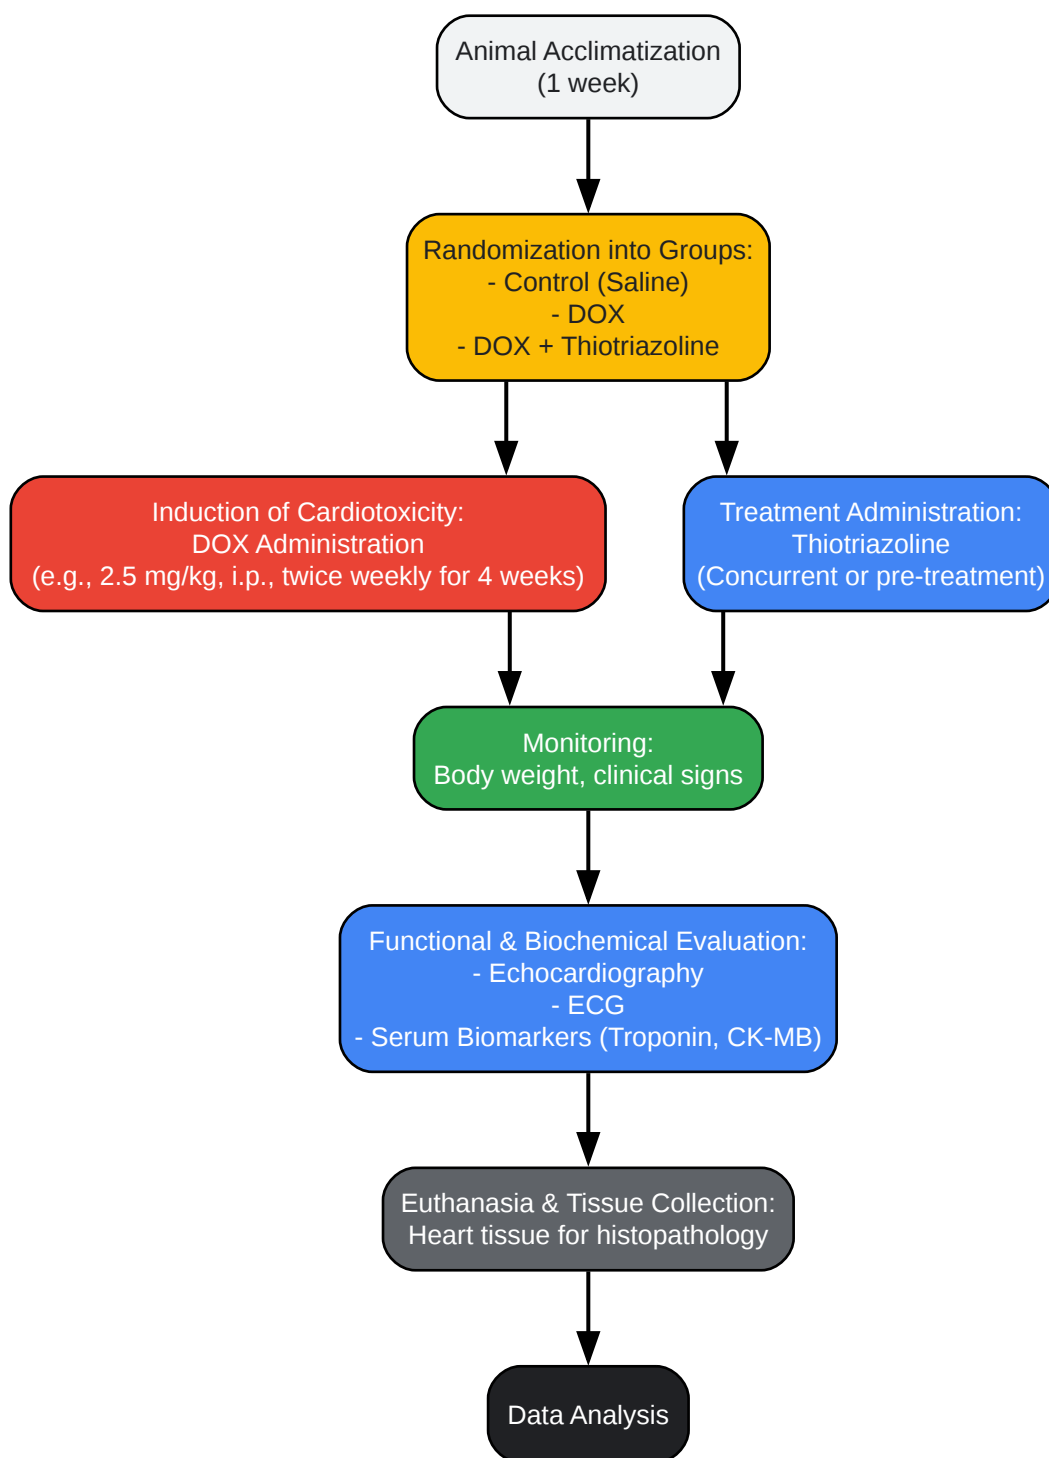 Animal Acclimatization
(1 week)
Randomization into Groups:
- Control (Saline)
- DOX
- DOX + Thiotriazoline
Induction of Cardiotoxicity:
DOX Administration
(e.g., 2.5 mg/kg, i.p., twice weekly for 4 weeks)
Treatment Administration:
Thiotriazoline
(Concurrent or pre-treatment)
Monitoring:
Body weight, clinical signs
Functional & Biochemical Evaluation:
- Echocardiography
- ECG
- Serum Biomarkers (Troponin, CK-MB)
Euthanasia & Tissue Collection:
Heart tissue for histopathology
Data Analysis